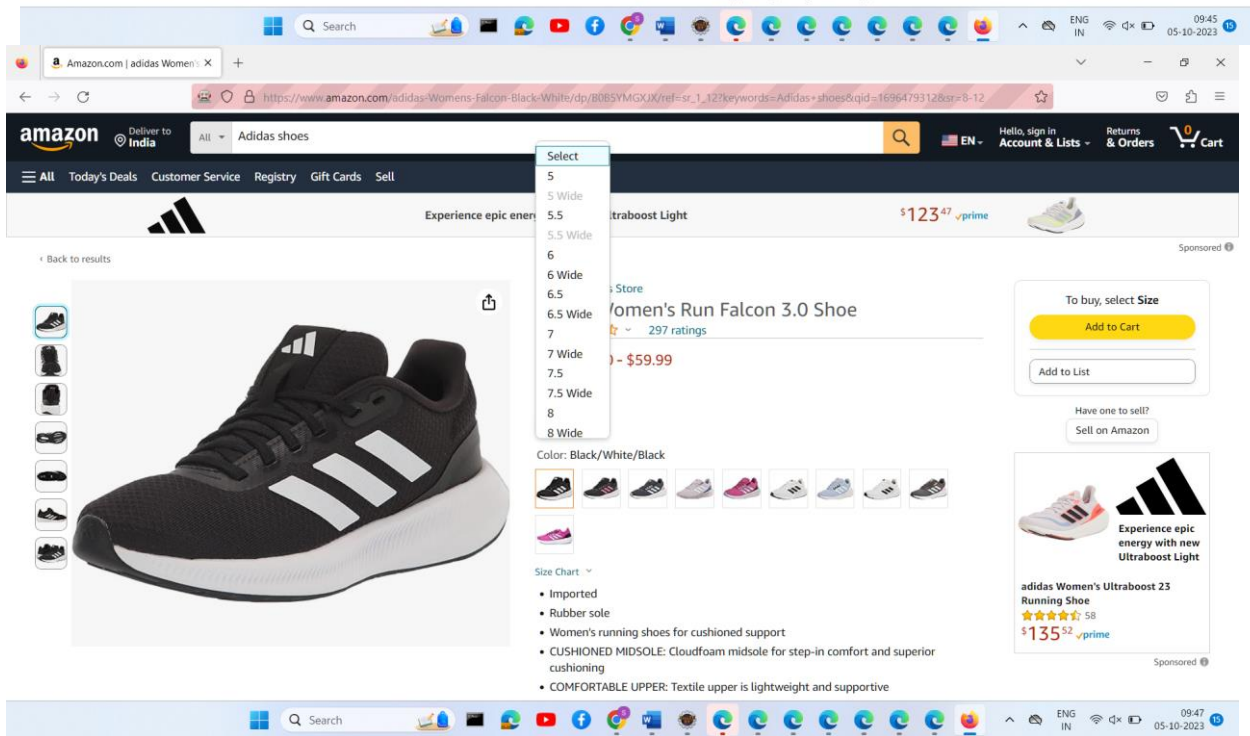 Search
ENG
IN
09:45
05-10-2023
15
Amazon.com | adidas Women's
https://www.amazon.com/adidas-Womens-Falcon-Black-White/dp/B0BSYMGXJX/ref=sr_1_12?keywords=Adidas+shoes&qid=1696479312&sr=8-12
amazon
Deliver to
India
All
Adidas shoes
EN
Hello, sign in
Account & Lists
Returns
& Orders
0
Cart
All Today's Deals Customer Service Registry Gift Cards Sell
Experience epic ener
traboost Light
$123 47 prime
Sponsored
‹ Back to results
Select
5
5 Wide
5.5
5.5 Wide
6
6 Wide
6.5
6.5 Wide
7
7 Wide
7.5
7.5 Wide
8
8 Wide
s Store
omen's Run Falcon 3.0 Shoe
297 ratings
- $59.99
Color: Black/White/Black
Size Chart
• Imported
• Rubber sole
• Women's running shoes for cushioned support
• CUSHIONED MIDSOLE: Cloudfoam midsole for step-in comfort and superior
cushioning
• COMFORTABLE UPPER: Textile upper is lightweight and supportive
To buy, select Size
Add to Cart
Add to List
Have one to sell?
Sell on Amazon
Experience epic
energy with new
Ultraboost Light
adidas Women's Ultraboost 23
Running Shoe
58
$135 52 prime
Sponsored
Search
ENG
IN
09:47
05-10-2023
15